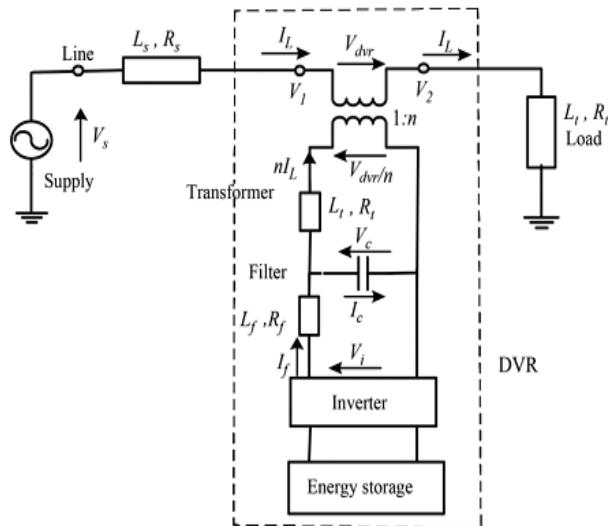 Line
L_s , R_s
I_L
V_dvr
I_L
V_1
V_2
1:n
V_s
Supply
L_t , R_t
Load
nI_L
V_dvr/n
Transformer
L_t , R_t
V_c
Filter
I_c
L_f ,R_f
I_f
V_i
DVR
Inverter
Energy storage